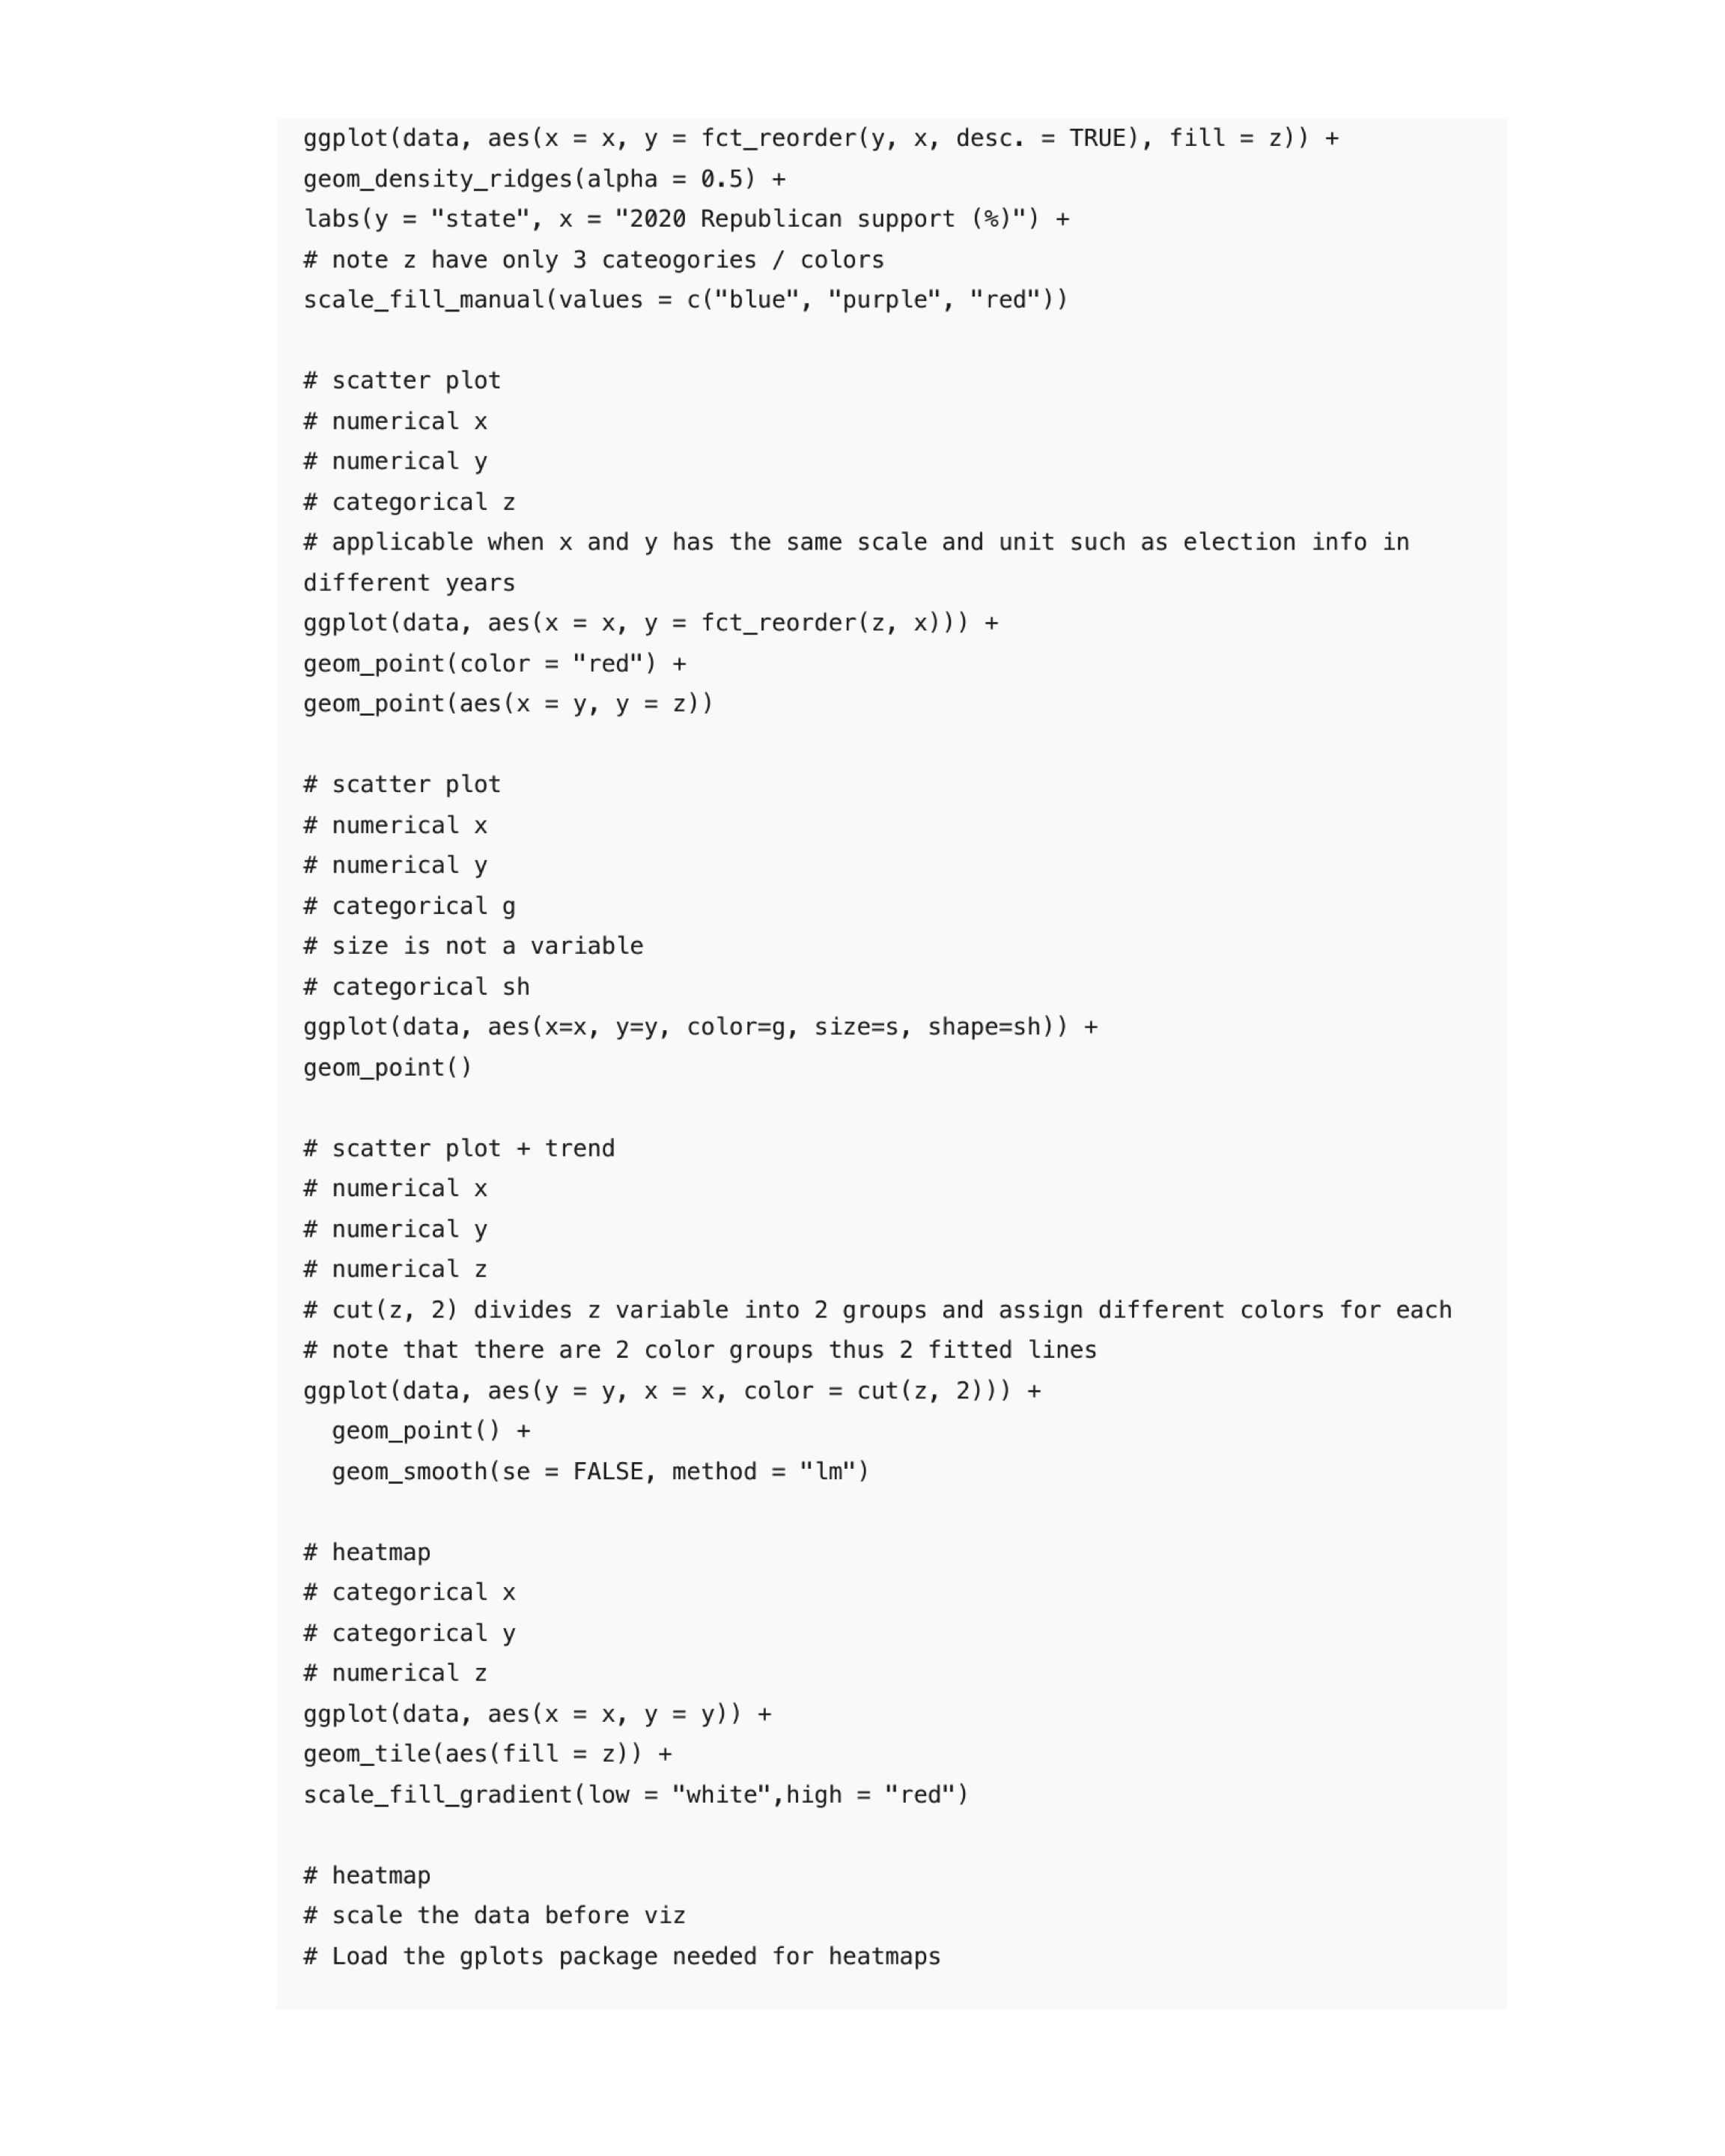 ggplot(data, aes(x = x, y = fct_reorder(y, x, desc. = TRUE), fill = z)) +
geom_density_ridges(alpha = 0.5) +
labs(y = "state", x = "2020 Republican support (%)") +
# note z have only 3 cateogories / colors
scale_fill_manual(values = c("blue", "purple", "red"))

# scatter plot
# numerical x
# numerical y
# categorical z
# applicable when x and y has the same scale and unit such as election info in
different years
ggplot(data, aes(x = x, y = fct_reorder(z, x))) +
geom_point(color = "red") +
geom_point(aes(x = y, y = z))

# scatter plot
# numerical x
# numerical y
# categorical g
# size is not a variable
# categorical sh
ggplot(data, aes(x=x, y=y, color=g, size=s, shape=sh)) +
geom_point()

# scatter plot + trend
# numerical x
# numerical y
# numerical z
# cut(z, 2) divides z variable into 2 groups and assign different colors for each
# note that there are 2 color groups thus 2 fitted lines
ggplot(data, aes(y = y, x = x, color = cut(z, 2))) +
  geom_point() +
  geom_smooth(se = FALSE, method = "lm")

# heatmap
# categorical x
# categorical y
# numerical z
ggplot(data, aes(x = x, y = y)) +
geom_tile(aes(fill = z)) +
scale_fill_gradient(low = "white",high = "red")

# heatmap
# scale the data before viz
# Load the gplots package needed for heatmaps